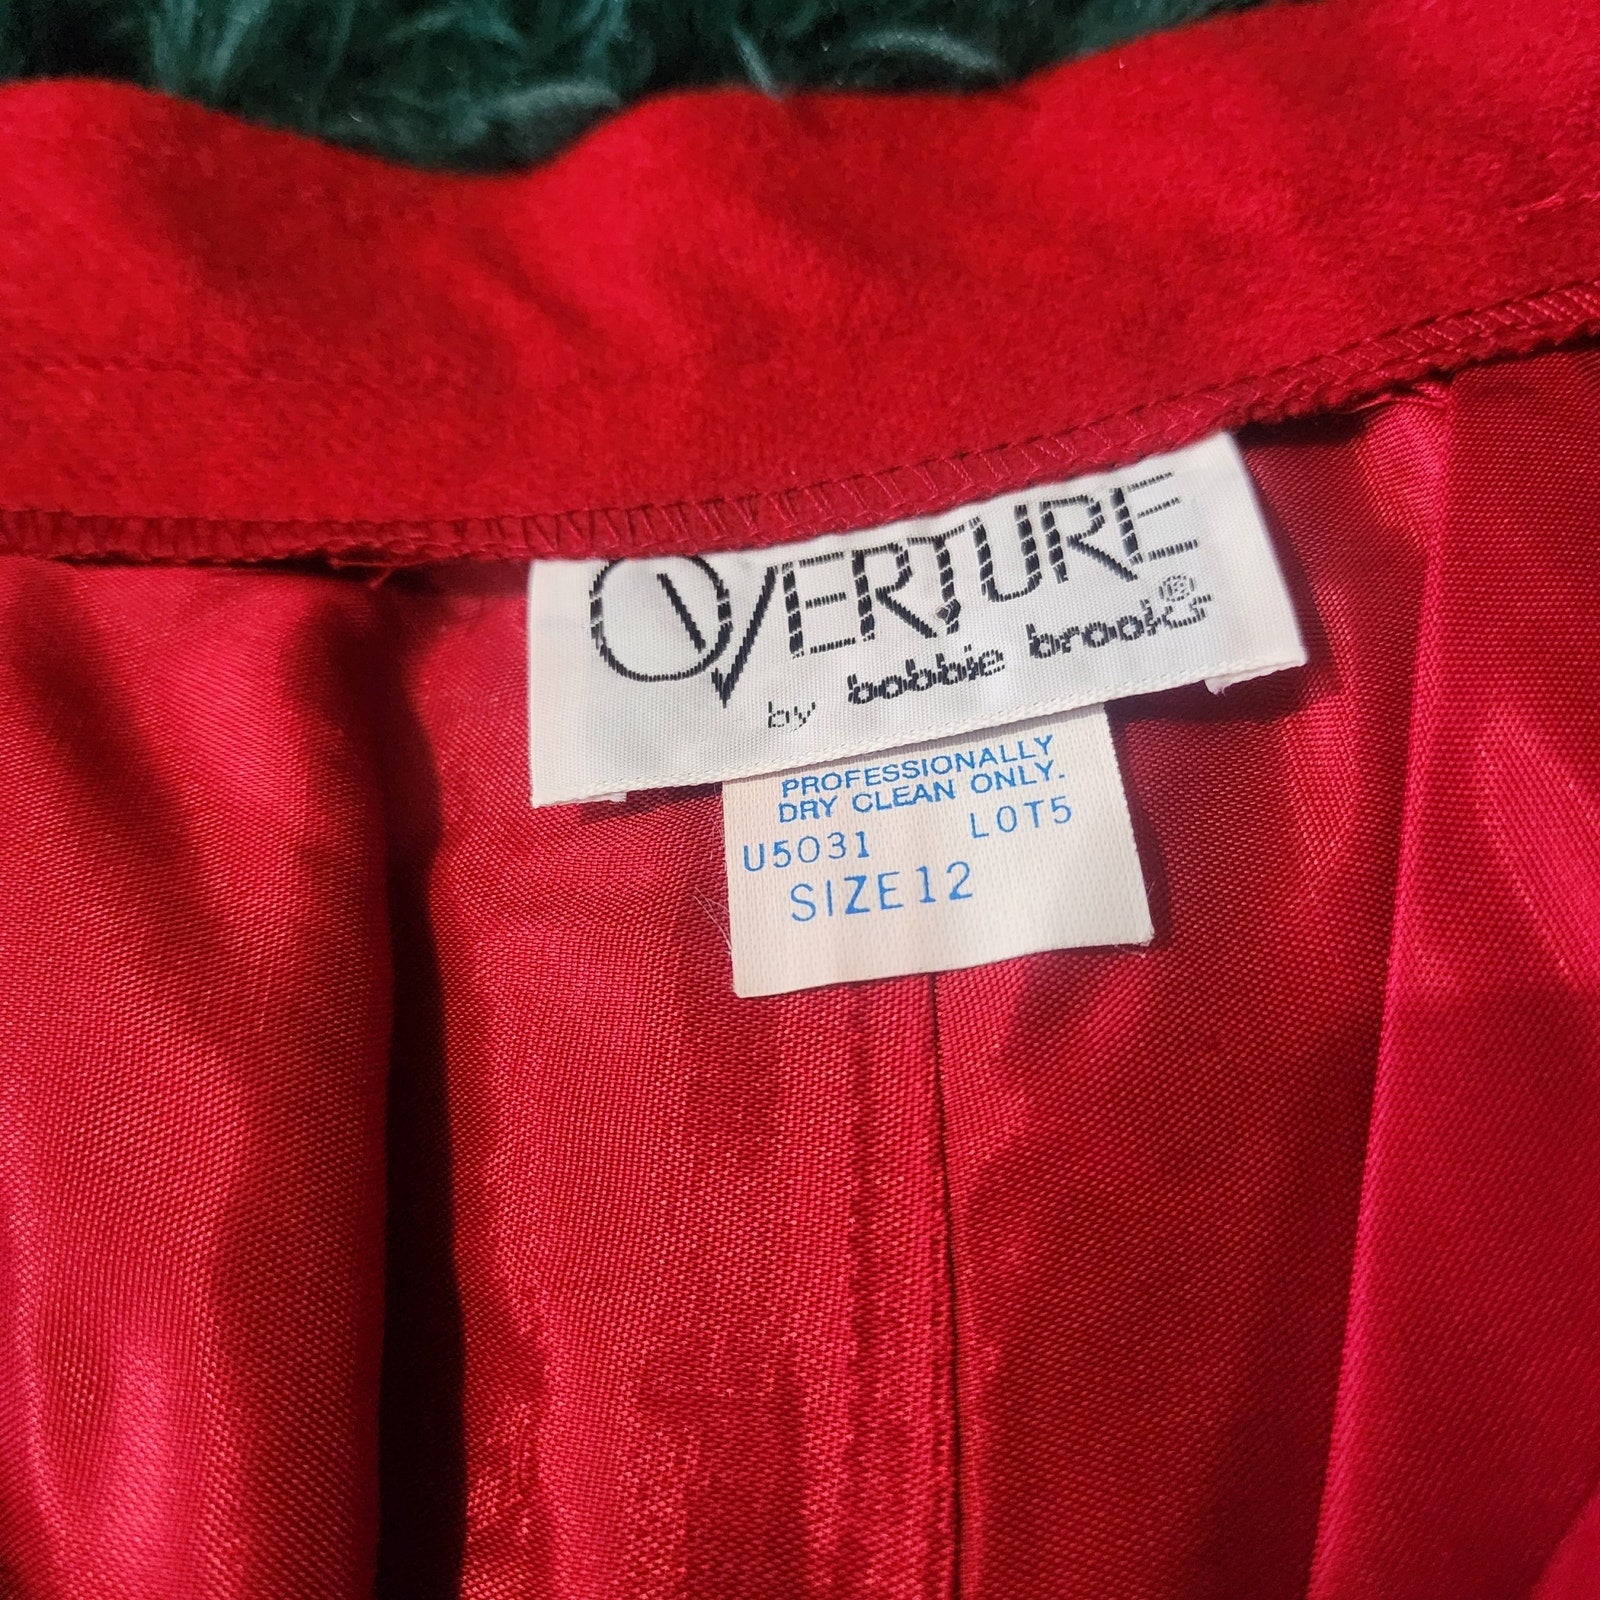 OVERTURE
by bobbie brooks®
PROFESSIONALLY
DRY CLEAN ONLY.
U5031 LOT5
SIZE12